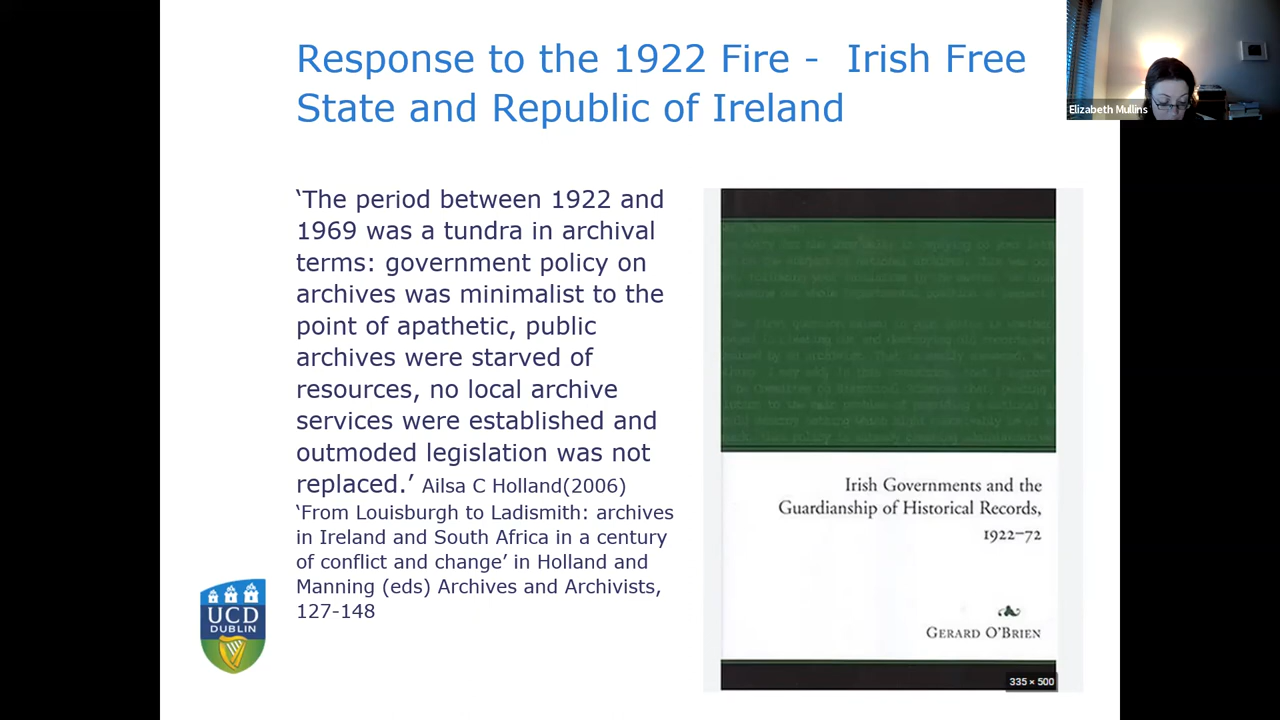 Response to the 1922 Fire - Irish Free
State and Republic of Ireland
Elizabeth Mullins
‘The period between 1922 and
1969 was a tundra in archival
terms: government policy on
archives was minimalist to the
point of apathetic, public
archives were starved of
resources, no local archive
services were established and
outmoded legislation was not
replaced.’ Ailsa C Holland(2006)
‘From Louisburgh to Ladismith: archives
in Ireland and South Africa in a century
of conflict and change’ in Holland and
Manning (eds) Archives and Archivists,
127-148
Irish Governments and the
Guardianship of Historical Records,
1922–72
GERARD O'BRIEN
335 × 500
UCD
DUBLIN